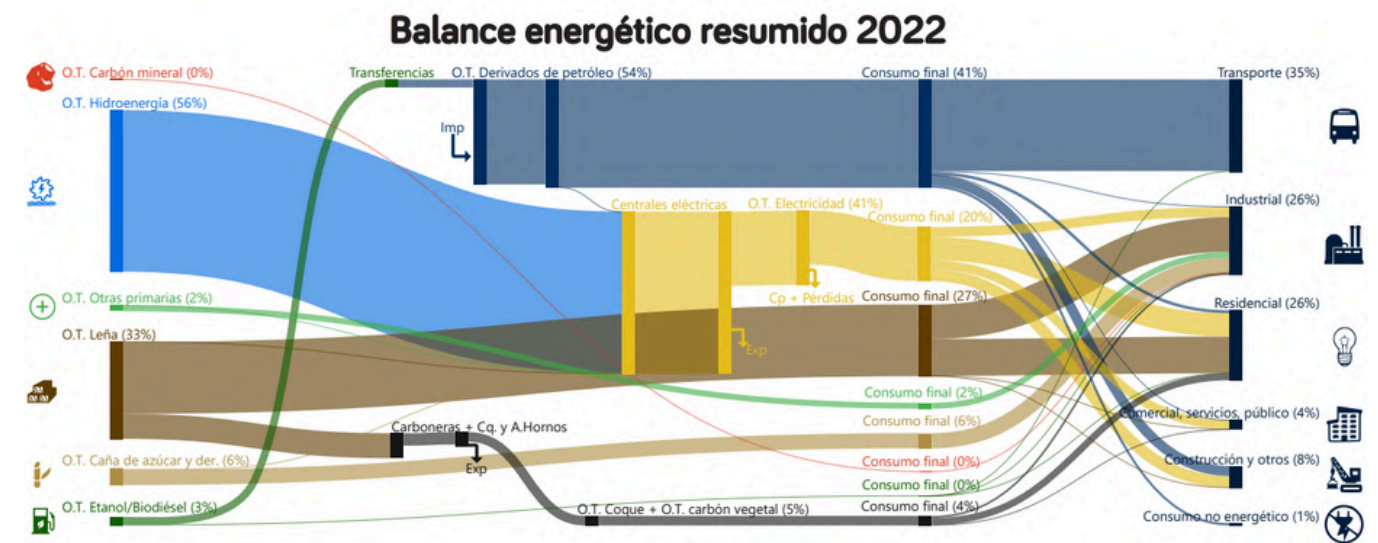 Balance energético resumido 2022
O.T. Carbón mineral (0%)
Transferencias
O.T. Derivados de petróleo (54%)
Consumo final (41%)
Transporte (35%)
O.T. Hidroenergía (56%)
Imp
Centrales eléctricas
O.T. Electricidad (41%)
Consumo final (20%)
Industrial (26%)
O.T. Otras primarias (2%)
Cp + Pérdidas
Consumo final (27%)
Residencial (26%)
O.T. Leña (33%)
Exp
Consumo final (2%)
Comercial, servicios, público (4%)
Carboneras + Cq. y A.Hornos
Consumo final (6%)
O.T. Caña de azúcar y der. (6%)
Exp
Consumo final (0%)
Construcción y otros (8%)
Consumo final (0%)
O.T. Etanol/Biodiésel (3%)
O.T. Coque + O.T. carbón vegetal (5%)
Consumo final (4%)
Consumo no energético (1%)